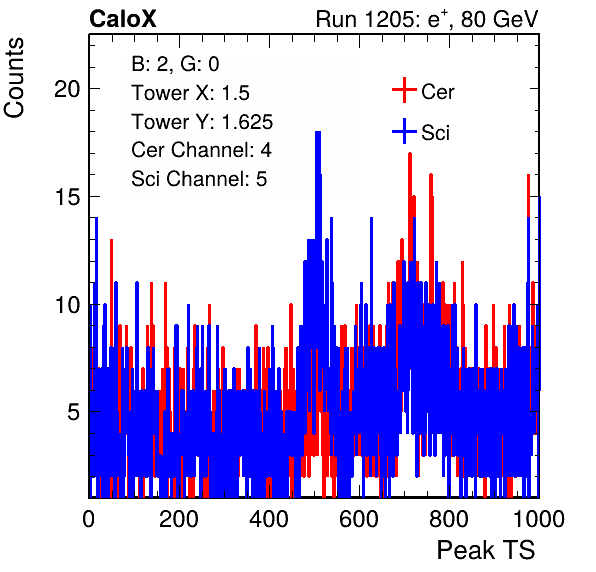 CaloX
Run 1205: e+, 80 GeV
Counts
B: 2, G: 0
Tower X: 1.5
Tower Y: 1.625
Cer Channel: 4
Sci Channel: 5
Cer
Sci
20
15
10
5
0 200 400 600 800 1000
Peak TS